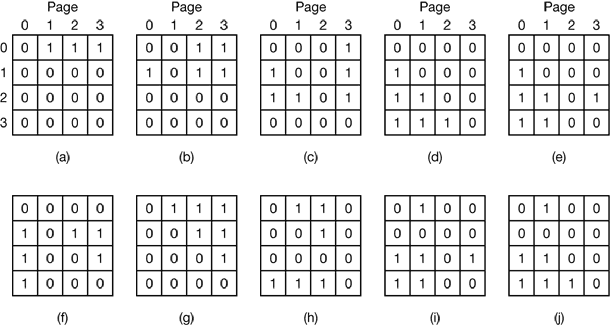 Page Page Page Page Page
0 1 2 3 0 1 2 3 0 1 2 3 0 1 2 3 0 1 2 3
0 0 1 1 1 0 0 1 1 0 0 0 1 0 0 0 0 0 0 0 0
1 0 0 0 0 1 0 1 1 1 0 0 1 1 0 0 0 1 0 0 0
2 0 0 0 0 0 0 0 0 1 1 0 1 1 1 0 0 1 1 0 1
3 0 0 0 0 0 0 0 0 0 0 0 0 1 1 1 0 1 1 0 0
(a) (b) (c) (d) (e)
0 0 0 0 0 1 1 1 0 1 1 0 0 1 0 0 0 1 0 0
1 0 1 1 0 0 1 1 0 0 1 0 0 0 0 0 0 0 0 0
1 0 0 1 0 0 0 1 0 0 0 0 1 1 0 1 1 1 0 0
1 0 0 0 0 0 0 0 1 1 1 0 1 1 0 0 1 1 1 0
(f) (g) (h) (i) (j)